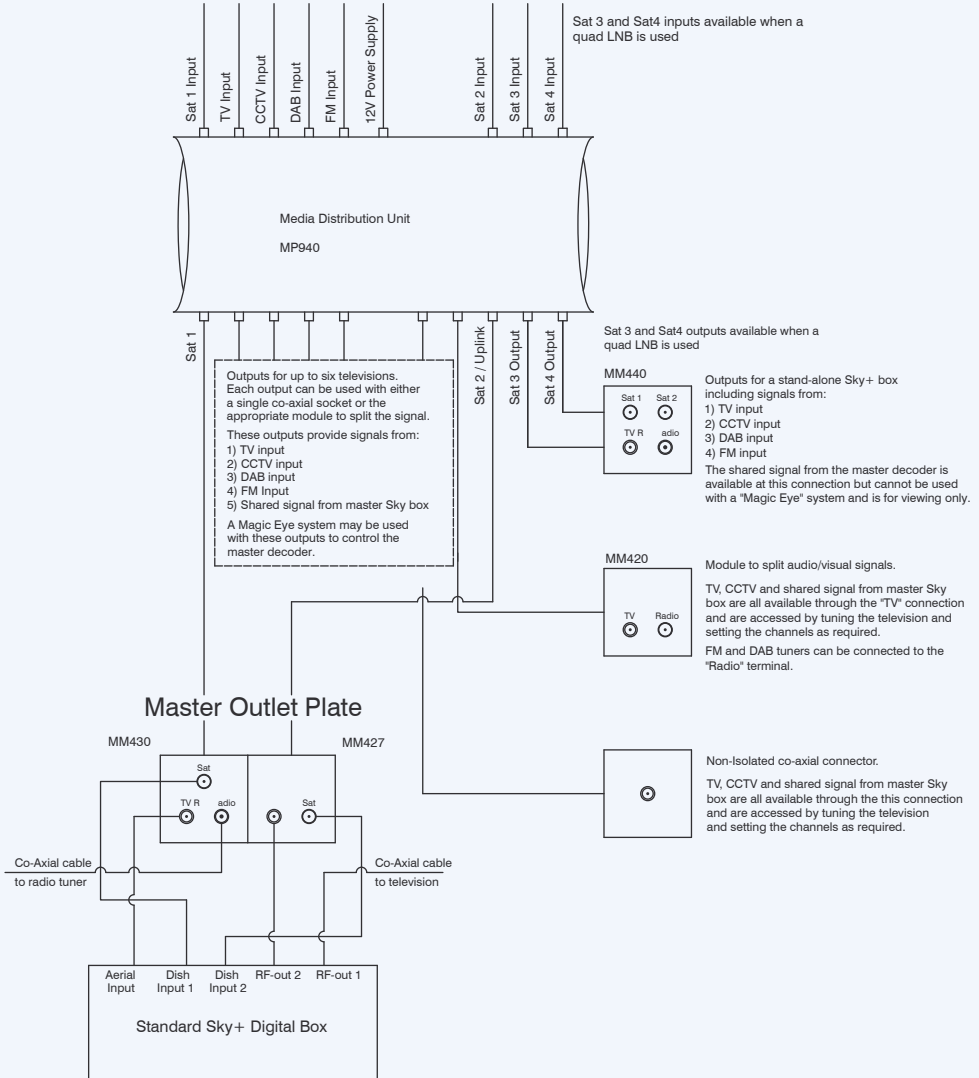 Sat 3 and Sat4 inputs available when a
quad LNB is used
Sat 1 Input
TV Input
CCTV Input
DAB Input
FM Input
12V Power Supply
Sat 2 Input
Sat 3 Input
Sat 4 Input
Media Distribution Unit
MP940
Sat 1
Sat 2 / Uplink
Sat 3 Output
Sat 4 Output
Outputs for up to six televisions.
Each output can be used with either
a single co-axial socket or the
appropriate module to split the signal.
These outputs provide signals from:
1) TV input
2) CCTV input
3) DAB input
4) FM Input
5) Shared signal from master Sky box
A Magic Eye system may be used
with these outputs to control the
master decoder.
Sat 3 and Sat4 outputs available when a
quad LNB is used
MM440
Sat 1 Sat 2
TV R adio
Outputs for a stand-alone Sky+ box
including signals from:
1) TV input
2) CCTV input
3) DAB input
4) FM input
The shared signal from the master decoder is
available at this connection but cannot be used
with a "Magic Eye" system and is for viewing only.
MM420
TV Radio
Module to split audio/visual signals.
TV, CCTV and shared signal from master Sky
box are all available through the "TV" connection
and are accessed by tuning the television and
setting the channels as required.
FM and DAB tuners can be connected to the
"Radio" terminal.
Non-Isolated co-axial connector.
TV, CCTV and shared signal from master Sky
box are all available through the this connection
and are accessed by tuning the television
and setting the channels as required.
Master Outlet Plate
MM430
MM427
Sat
TV R adio
Sat
Co-Axial cable
to radio tuner
Co-Axial cable
to television
Aerial
Input
Dish
Input 1
Dish
Input 2
RF-out 2
RF-out 1
Standard Sky+ Digital Box